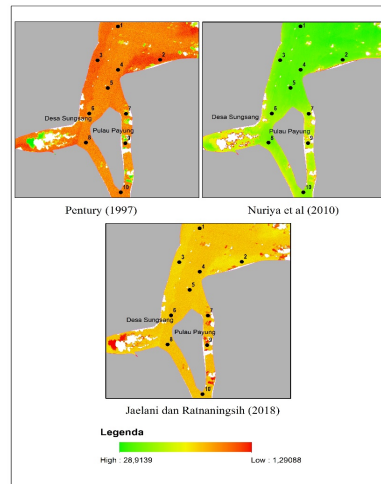 1
3
2
4
5
6
7
Desa Sungsang
Pulau Payung
8
9
10
Pentury (1997)
1
3
2
4
5
6
7
Desa Sungsang
Pulau Payung
8
9
10
Nuriya et al (2010)
1
3
2
4
5
6
7
Desa Sungsang
Pulau Payung
8
9
10
Jaelani dan Ratnaningsih (2018)
Legenda
High : 28,9139 Low : 1,29088